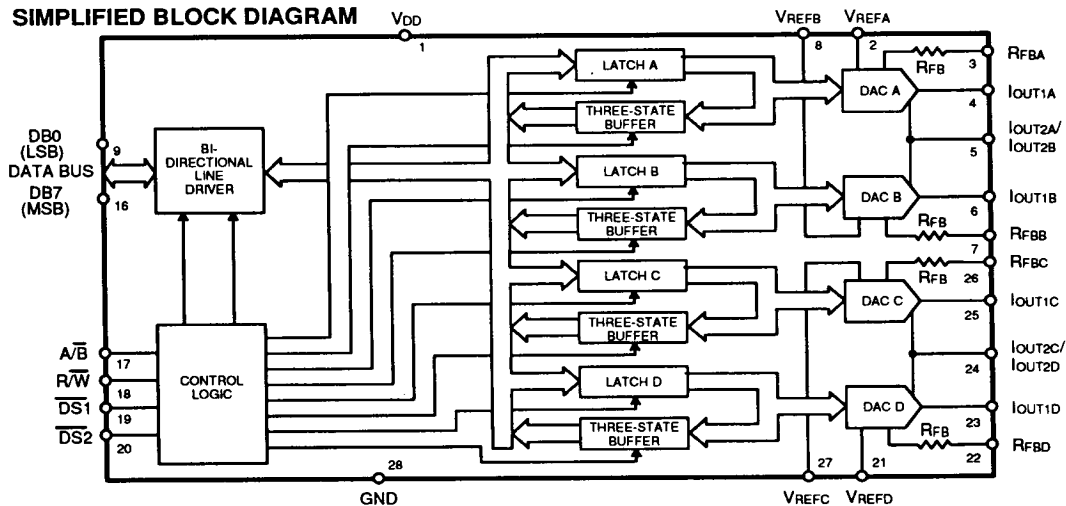 SIMPLIFIED BLOCK DIAGRAM
VDD
1
VREFB
8
VREFA
2
RFB
3
RFBA
LATCH A
DAC A
4
IOUT1A
THREE-STATE
BUFFER
IOUT2A/
IOUT2B
5
DB0
(LSB)
9
DATA BUS
DB7
(MSB)
16
BI-
DIRECTIONAL
LINE
DRIVER
LATCH B
DAC B
6
IOUT1B
THREE-STATE
BUFFER
RFB
7
RFBB
RFBC
26
RFB
LATCH C
DAC C
25
IOUT1C
THREE-STATE
BUFFER
IOUT2C/
IOUT2D
24
A/B̅
17
R/W̅
18
D̅S̅1̅
19
D̅S̅2̅
20
CONTROL
LOGIC
LATCH D
DAC D
23
IOUT1D
THREE-STATE
BUFFER
RFB
22
RFBD
28
GND
27
VREFC
21
VREFD